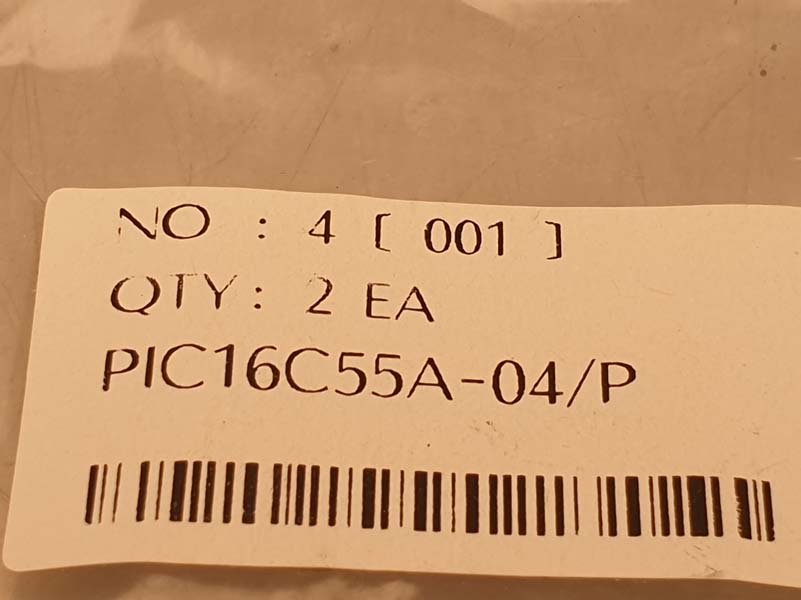 NO : 4 [ 001 ]
QTY : 2 EA
PIC16C55A-04/P